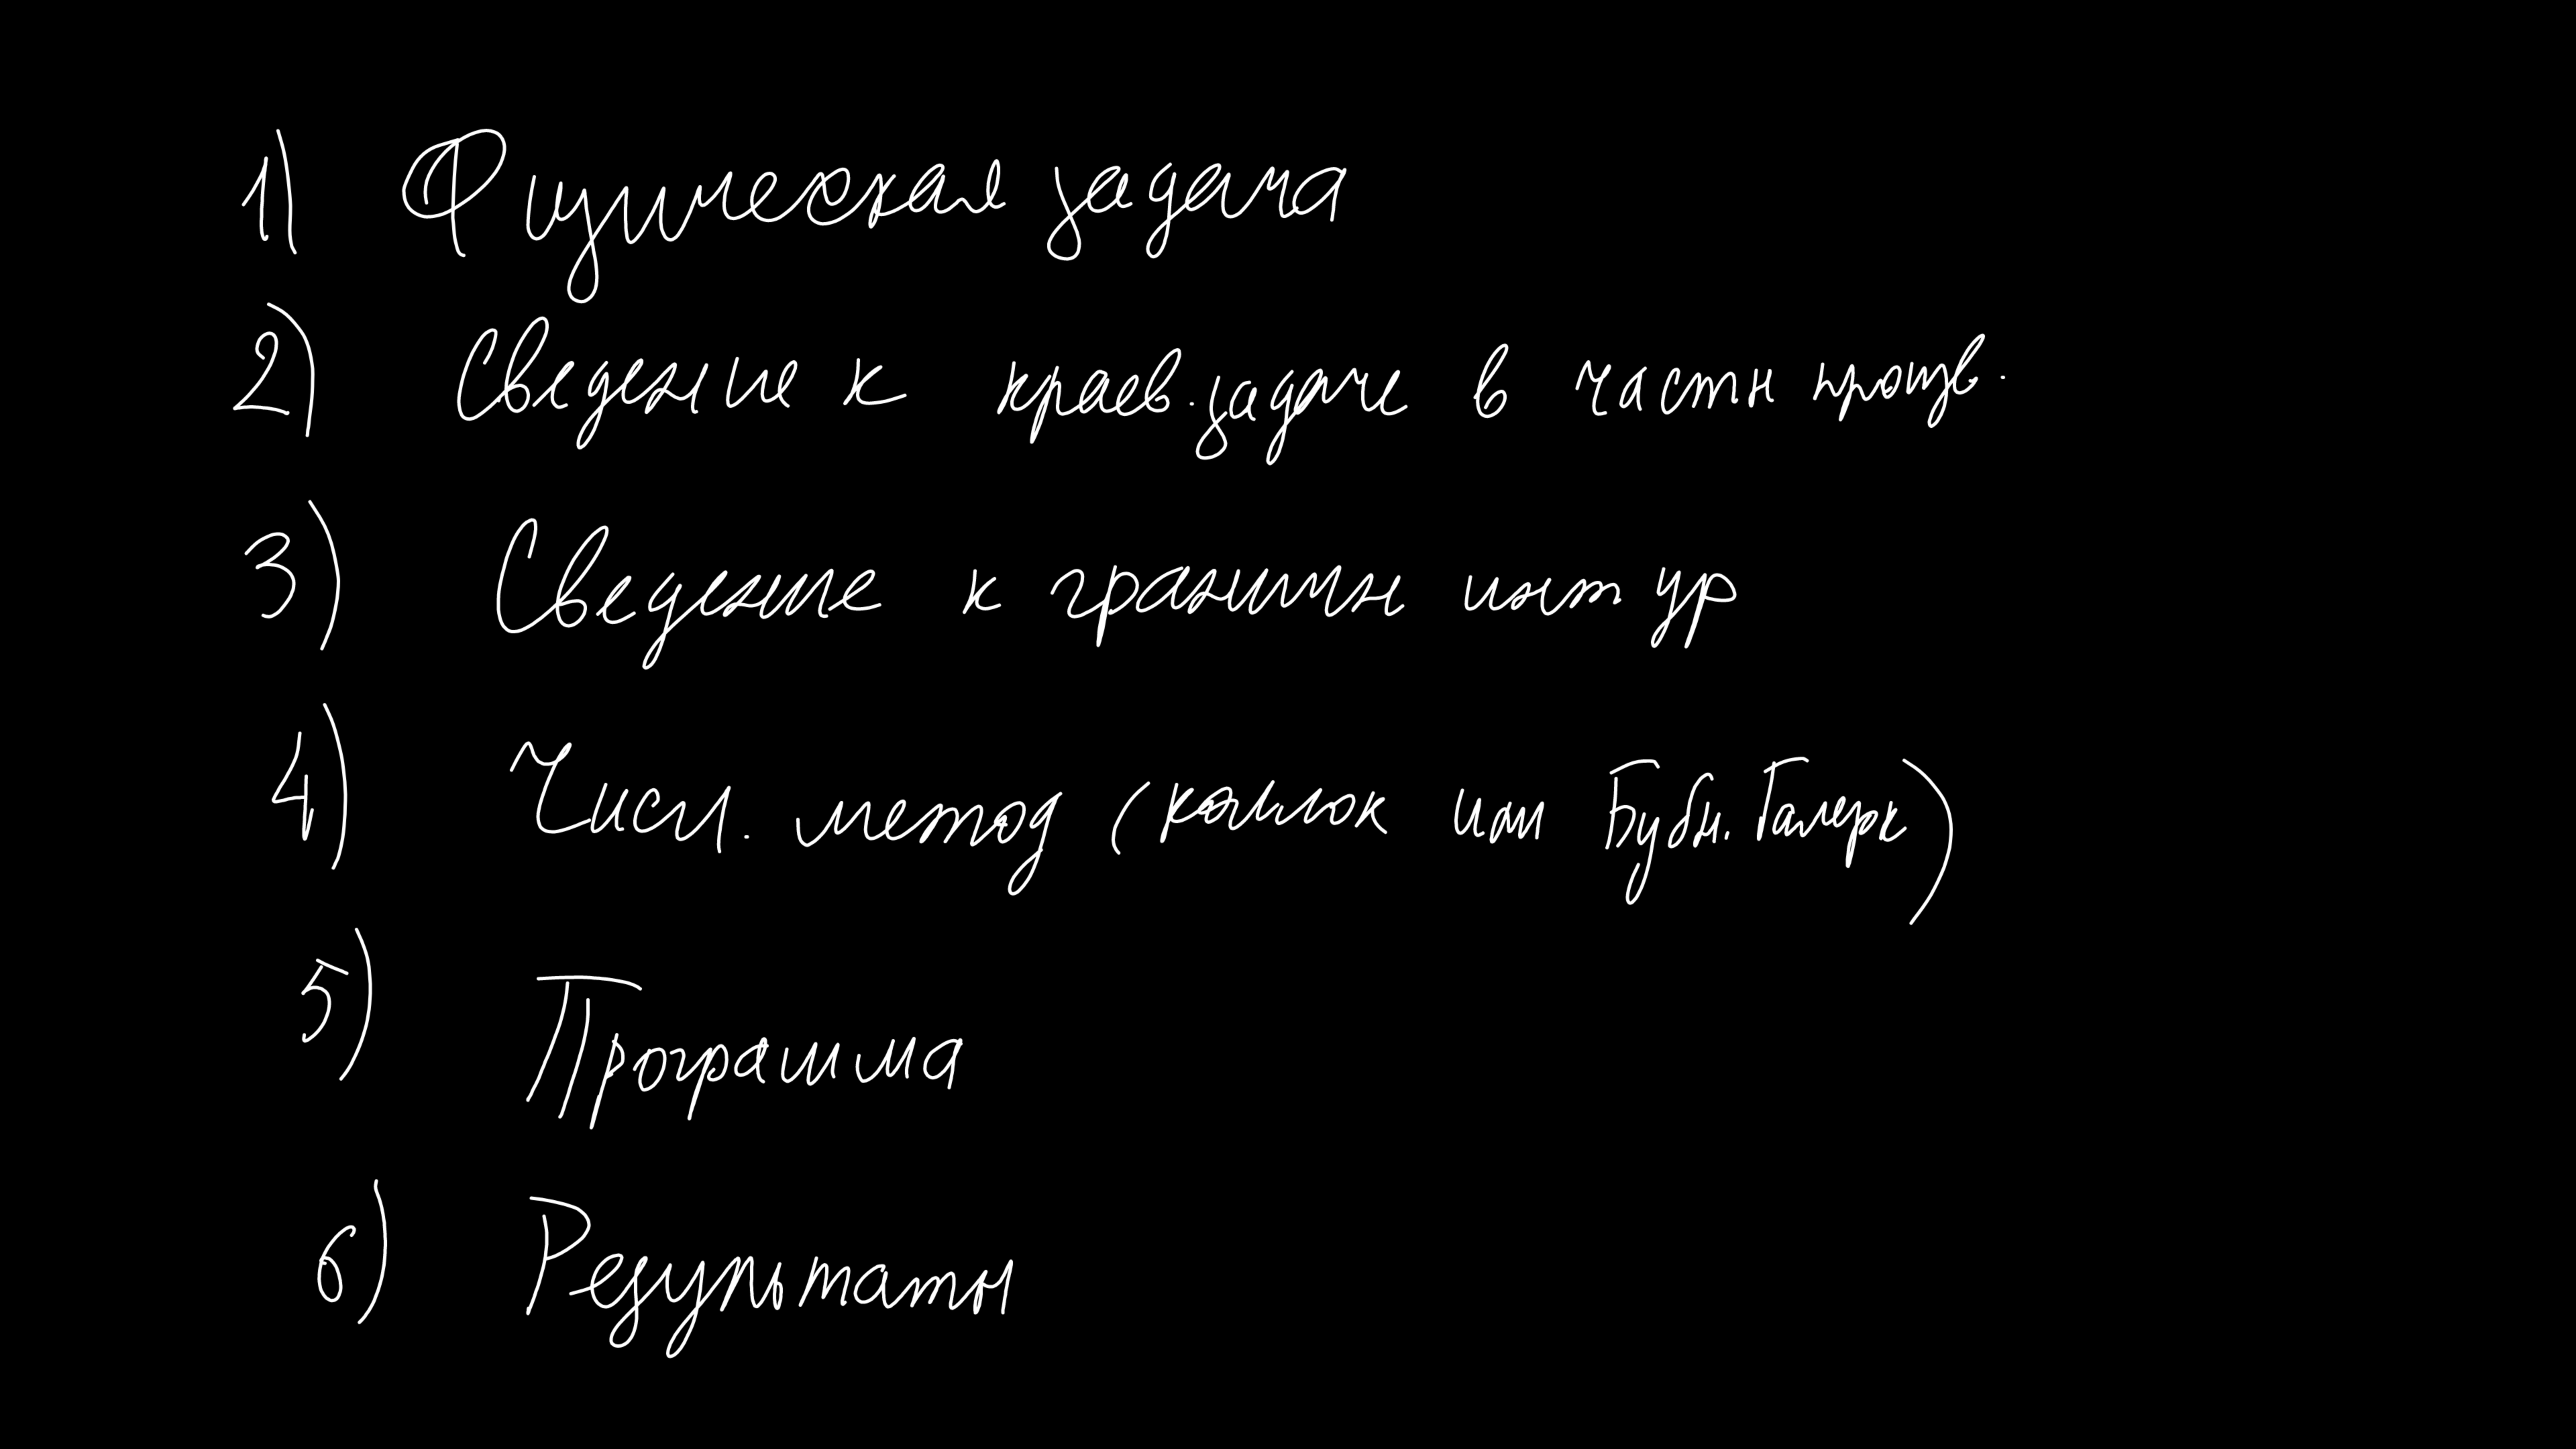 1) Физическая задача
2) Сведение к краев. задаче в частн произв.
3) Сведение к граничн инт ур
4) Числ. метод (коллок или Бубн. Галерк)
5) Программа
6) Результаты